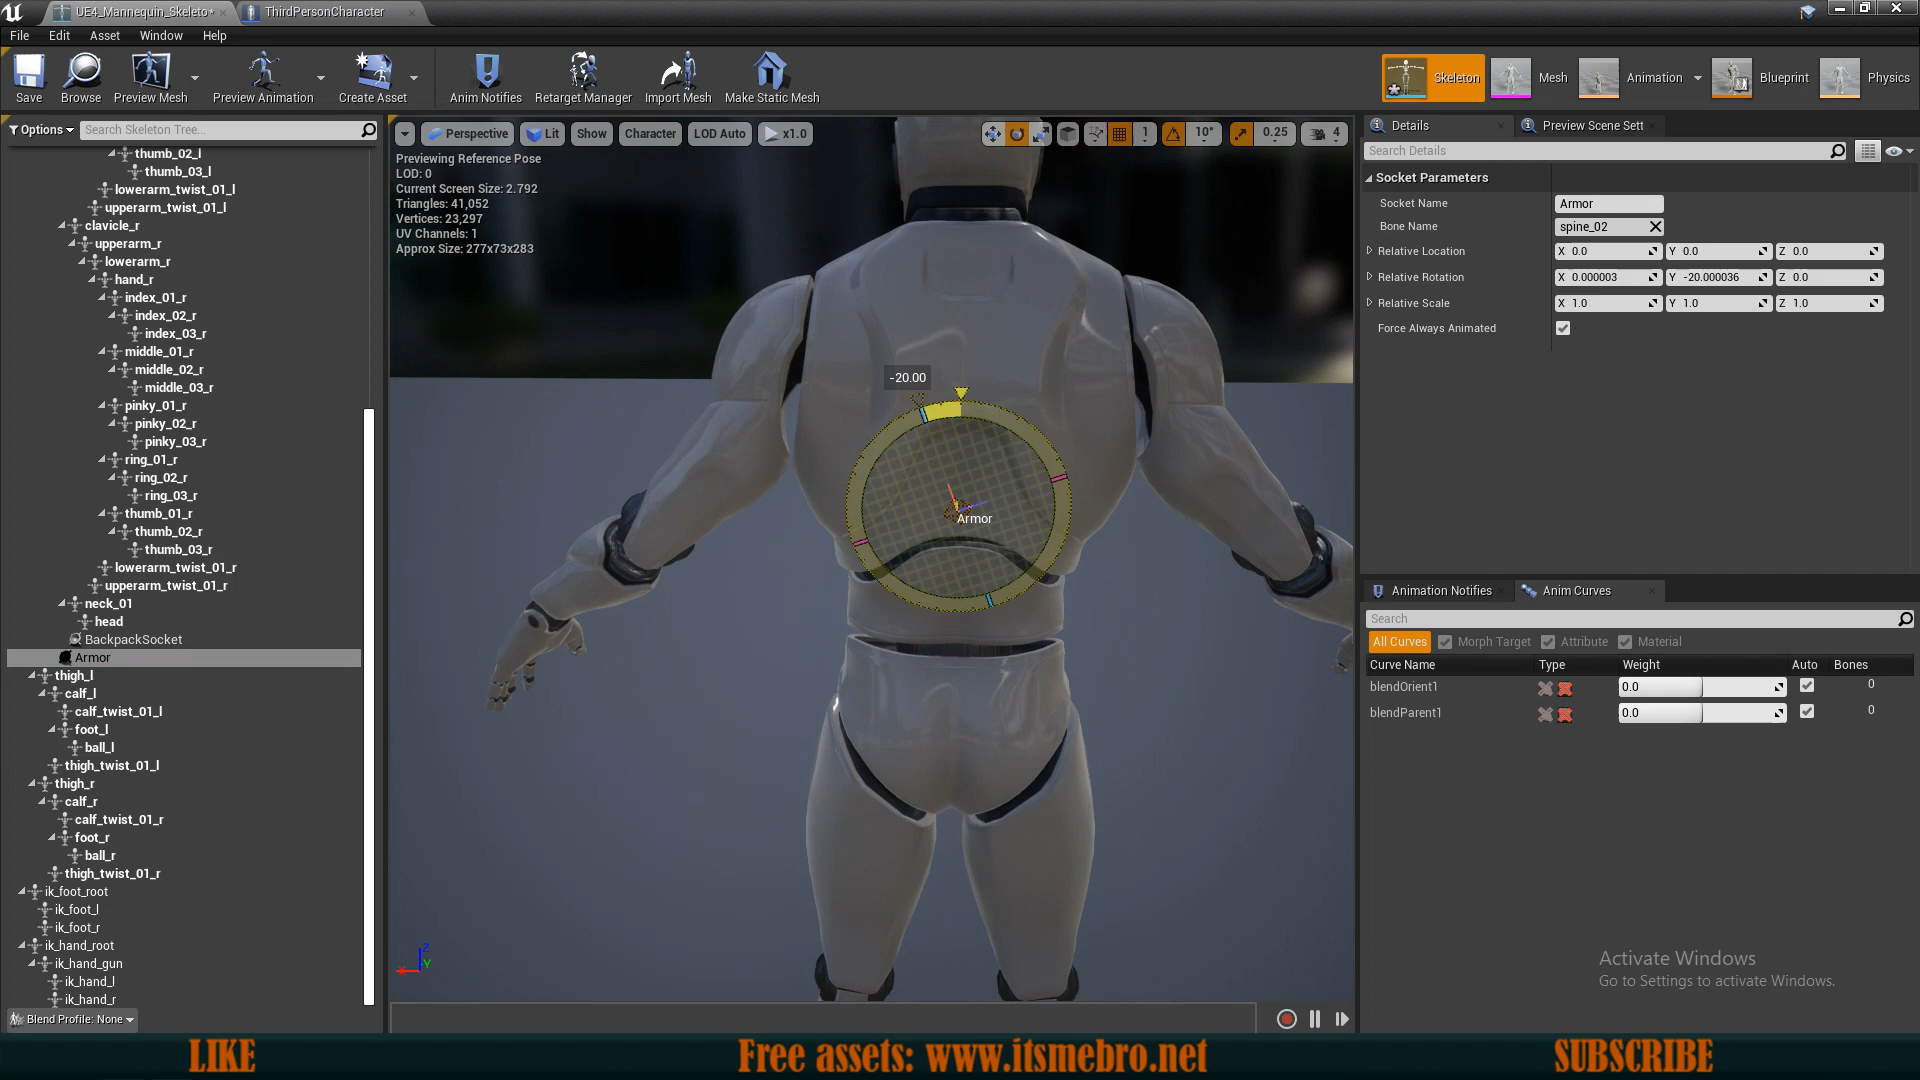 UE4_Mannequin_Skeleto*
ThirdPersonCharacter
File Edit Asset Window Help
Save
Browse
Preview Mesh
Preview Animation
Create Asset
Anim Notifies
Retarget Manager
Import Mesh
Make Static Mesh
Skeleton
Mesh
Animation
Blueprint
Physics
Options
Search Skeleton Tree...
thumb_02_l
thumb_03_l
lowerarm_twist_01_l
upperarm_twist_01_l
clavicle_r
upperarm_r
lowerarm_r
hand_r
index_01_r
index_02_r
index_03_r
middle_01_r
middle_02_r
middle_03_r
pinky_01_r
pinky_02_r
pinky_03_r
ring_01_r
ring_02_r
ring_03_r
thumb_01_r
thumb_02_r
thumb_03_r
lowerarm_twist_01_r
upperarm_twist_01_r
neck_01
head
BackpackSocket
Armor
thigh_l
calf_l
calf_twist_01_l
foot_l
ball_l
thigh_twist_01_l
thigh_r
calf_r
calf_twist_01_r
foot_r
ball_r
thigh_twist_01_r
ik_foot_root
ik_foot_l
ik_foot_r
ik_hand_root
ik_hand_gun
ik_hand_l
ik_hand_r
Blend Profile: None
Perspective Lit Show Character LOD Auto x1.0
1 10° 0.25 4
Previewing Reference Pose
LOD: 0
Current Screen Size: 2.792
Triangles: 41,052
Vertices: 23,297
UV Channels: 1
Approx Size: 277x73x283
-20.00
Armor
Z
Y
Details
Preview Scene Sett
Search Details
Socket Parameters
Socket Name Armor
Bone Name spine_02
Relative Location X 0.0 Y 0.0 Z 0.0
Relative Rotation X 0.000003 Y -20.000036 Z 0.0
Relative Scale X 1.0 Y 1.0 Z 1.0
Force Always Animated
Animation Notifies
Anim Curves
Search
All Curves Morph Target Attribute Material
Curve Name Type Weight Auto Bones
blendOrient1 0.0 0
blendParent1 0.0 0
Activate Windows
Go to Settings to activate Windows.
LIKE
Free assets: www.itsmebro.net
SUBSCRIBE